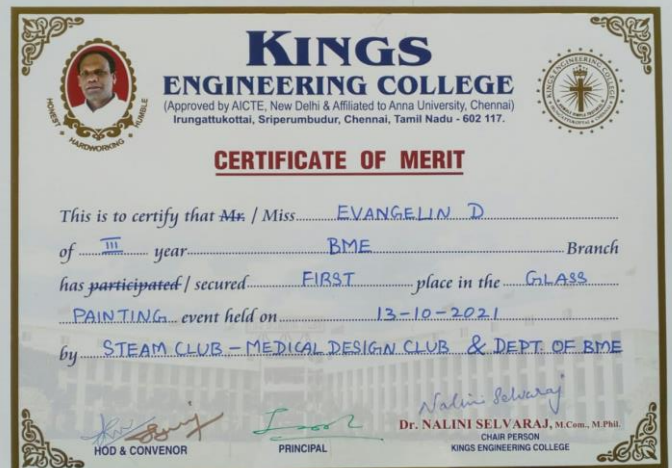 KINGS
ENGINEERING COLLEGE
(Approved by AICTE, New Delhi & Affiliated to Anna University, Chennai)
Irungattukottai, Sriperumbudur, Chennai, Tamil Nadu - 602 117.
HONEST HARDWORKING HUMBLE
KINGS ENGINEERING COLLEGE
CERTIFICATE OF MERIT
This is to certify that Mr. / Miss EVANGELIN D
of III year BME Branch
has participated / secured FIRST place in the GLASS
PAINTING event held on 13-10-2021
by STEAM CLUB - MEDICAL DESIGN CLUB & DEPT. OF BME
Nalini Selvaraj
Dr. NALINI SELVARAJ, M.Com., M.Phil.
HOD & CONVENOR PRINCIPAL CHAIR PERSON
KINGS ENGINEERING COLLEGE